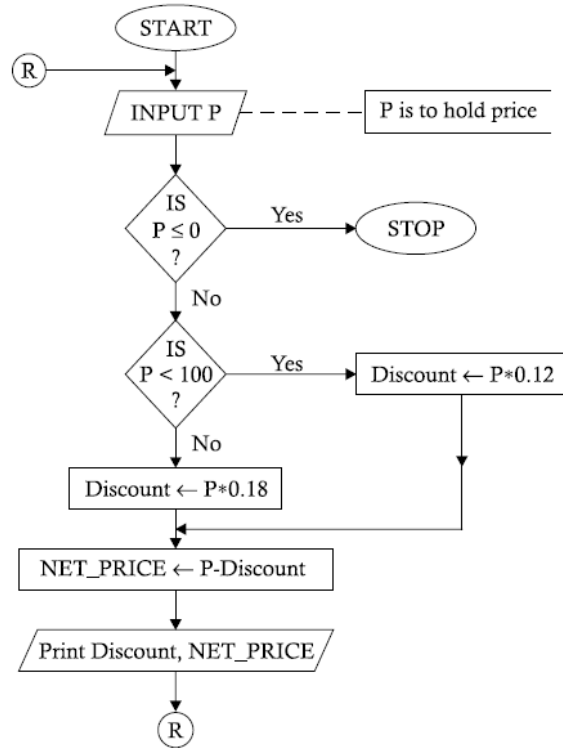 START
R
INPUT P
P is to hold price
IS
P ≤ 0
?
Yes
STOP
No
IS
P < 100
?
Yes
Discount ← P*0.12
No
Discount ← P*0.18
NET_PRICE ← P-Discount
Print Discount, NET_PRICE
R